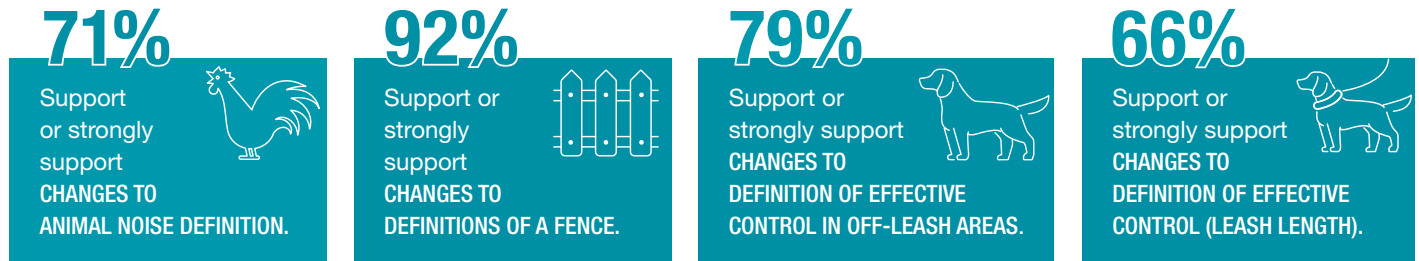 71%
Support
or strongly
support
CHANGES TO
ANIMAL NOISE DEFINITION.
92%
Support or
strongly
support
CHANGES TO
DEFINITIONS OF A FENCE.
79%
Support or
strongly support
CHANGES TO
DEFINITION OF EFFECTIVE
CONTROL IN OFF-LEASH AREAS.
66%
Support or
strongly support
CHANGES TO
DEFINITION OF EFFECTIVE
CONTROL (LEASH LENGTH).